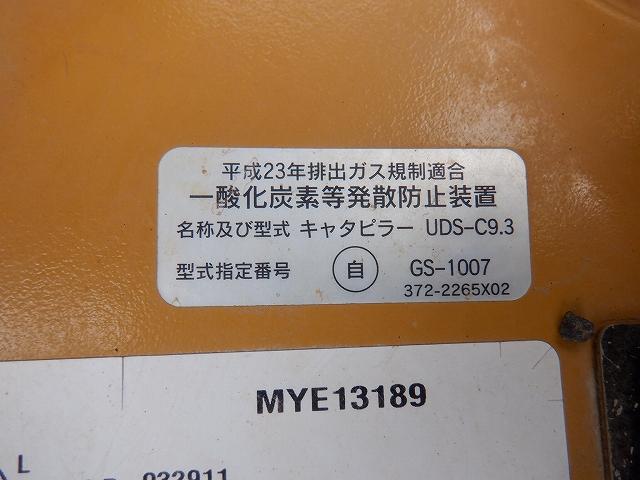 平成23年排出ガス規制適合
一酸化炭素等発散防止装置
名称及び型式 キャタピラー UDS-C9.3
型式指定番号 自 GS-1007
372-2265X02
MYE13189
L
032911